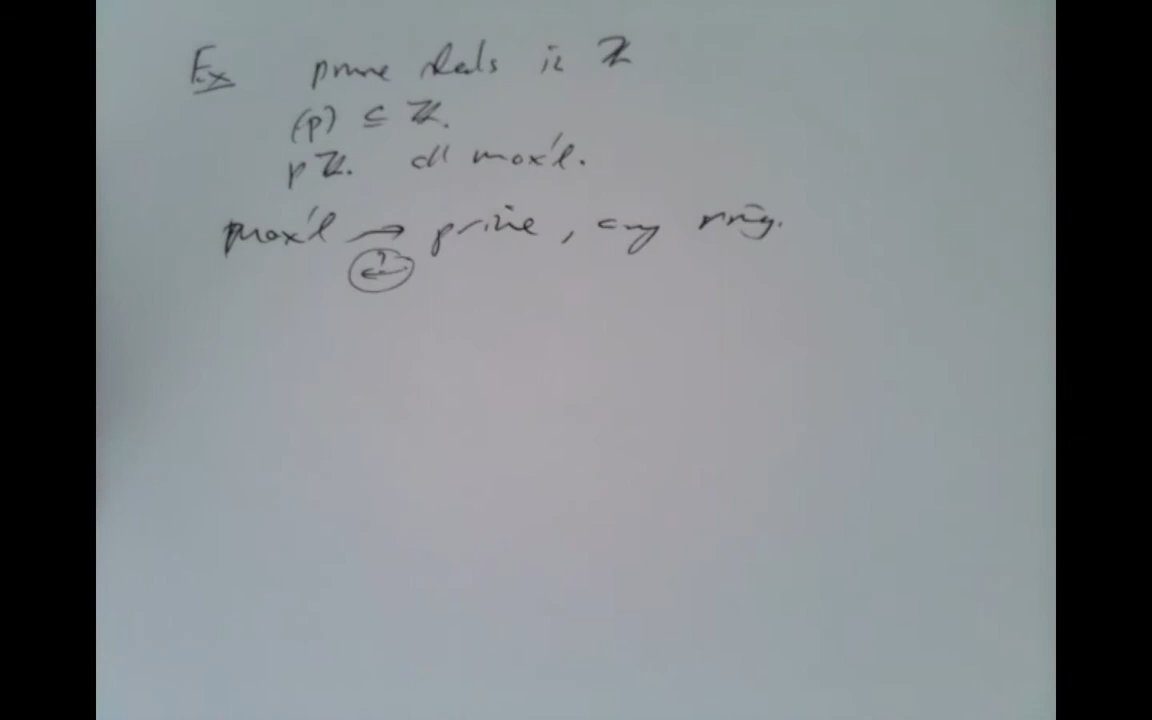 Ex prime ideals in ℤ
(p) ⊆ ℤ.
pℤ. all max'l.
max'l → prime, any ring.
?
←